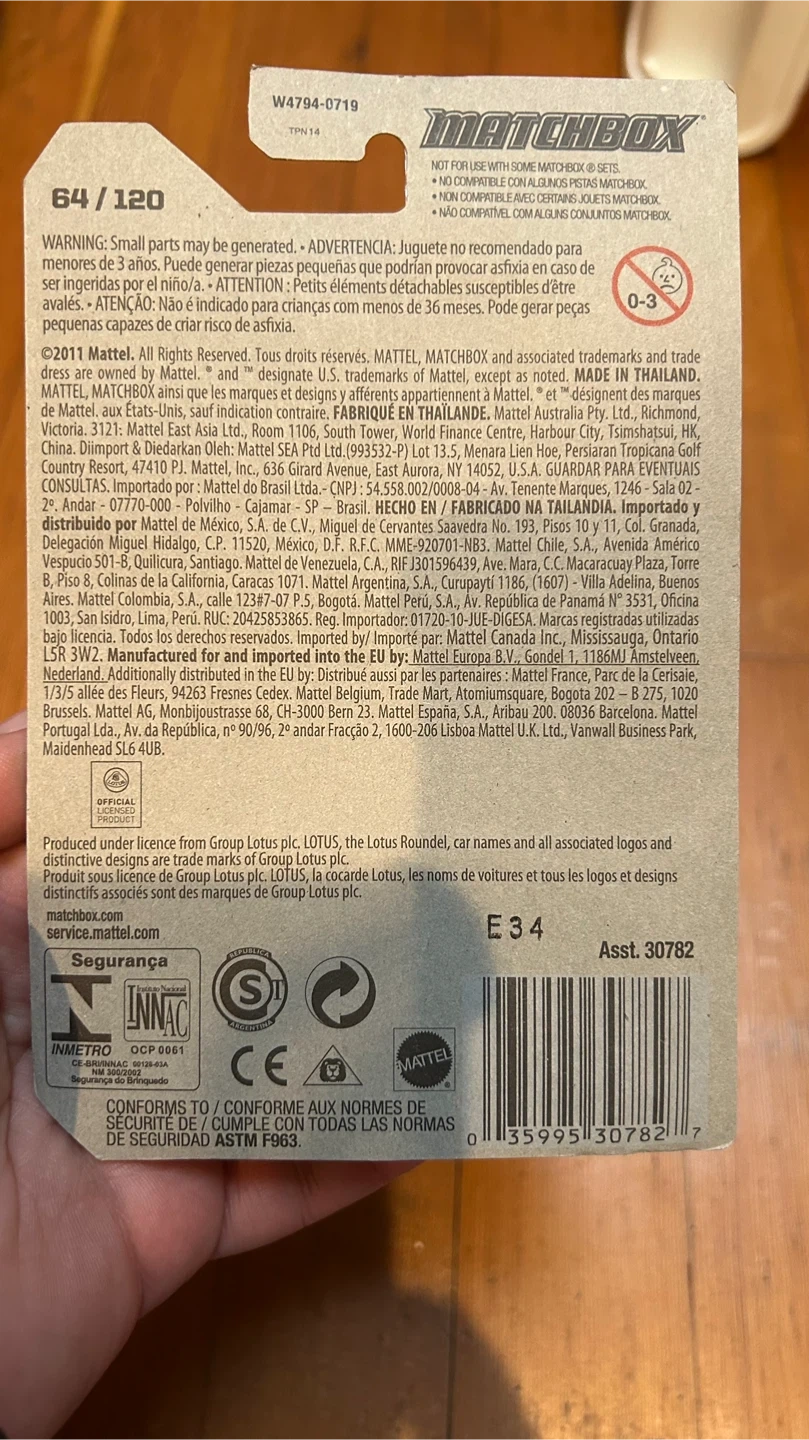 W4794-0719
TPN14
MATCHBOX
NOT FOR USE WITH SOME MATCHBOX ® SETS.
• NO COMPATIBLE CON ALGUNOS PISTAS MATCHBOX.
• NON COMPATIBLE AVEC CERTAINS JOUETS MATCHBOX.
• NÃO COMPATÍVEL COM ALGUNS CONJUNTOS MATCHBOX.
64 / 120
WARNING: Small parts may be generated. • ADVERTENCIA: Juguete no recomendado para
menores de 3 años. Puede generar piezas pequeñas que podrían provocar asfixia en caso de
ser ingeridas por el niño/a. • ATTENTION : Petits éléments détachables susceptibles d'être
avalés. • ATENÇÃO: Não é indicado para crianças com menos de 36 meses. Pode gerar peças
pequenas capazes de criar risco de asfixia.
0-3
©2011 Mattel. All Rights Reserved. Tous droits réservés. MATTEL, MATCHBOX and associated trademarks and trade
dress are owned by Mattel. ® and ™ designate U.S. trademarks of Mattel, except as noted. MADE IN THAILAND.
MATTEL, MATCHBOX ainsi que les marques et designs y afférents appartiennent à Mattel. ® et ™ désignent des marques
de Mattel. aux États-Unis, sauf indication contraire. FABRIQUÉ EN THAÏLANDE. Mattel Australia Pty. Ltd., Richmond,
Victoria. 3121: Mattel East Asia Ltd., Room 1106, South Tower, World Finance Centre, Harbour City, Tsimshatsui, HK,
China. Diimport & Diedarkan Oleh: Mattel SEA Ptd Ltd.(993532-P) Lot 13.5, Menara Lien Hoe, Persiaran Tropicana Golf
Country Resort, 47410 PJ. Mattel, Inc., 636 Girard Avenue, East Aurora, NY 14052, U.S.A. GUARDAR PARA EVENTUAIS
CONSULTAS. Importado por : Mattel do Brasil Ltda.- CNPJ : 54.558.002/0008-04 - Av. Tenente Marques, 1246 - Sala 02 -
2º. Andar - 07770-000 - Polvilho - Cajamar - SP – Brasil. HECHO EN / FABRICADO NA TAILANDIA. Importado y
distribuido por Mattel de México, S.A. de C.V., Miguel de Cervantes Saavedra No. 193, Pisos 10 y 11, Col. Granada,
Delegación Miguel Hidalgo, C.P. 11520, México, D.F. R.F.C. MME-920701-NB3. Mattel Chile, S.A., Avenida Américo
Vespucio 501-B, Quilicura, Santiago. Mattel de Venezuela, C.A., RIF J301596439, Ave. Mara, C.C. Macaracuay Plaza, Torre
B, Piso 8, Colinas de la California, Caracas 1071. Mattel Argentina, S.A., Curupaytí 1186, (1607) - Villa Adelina, Buenos
Aires. Mattel Colombia, S.A., calle 123#7-07 P.5, Bogotá. Mattel Perú, S.A., Av. República de Panamá N° 3531, Oficina
1003, San Isidro, Lima, Perú. RUC: 20425853865. Reg. Importador: 01720-10-JUE-DIGESA. Marcas registradas utilizadas
bajo licencia. Todos los derechos reservados. Imported by/ Importé par: Mattel Canada Inc., Mississauga, Ontario
L5R 3W2. Manufactured for and imported into the EU by: Mattel Europa B.V., Gondel 1, 1186MJ Amstelveen,
Nederland. Additionally distributed in the EU by: Distribué aussi par les partenaires : Mattel France, Parc de la Cerisaie,
1/3/5 allée des Fleurs, 94263 Fresnes Cedex. Mattel Belgium, Trade Mart, Atomiumsquare, Bogota 202 – B 275, 1020
Brussels. Mattel AG, Monbijoustrasse 68, CH-3000 Bern 23. Mattel España, S.A., Aribau 200. 08036 Barcelona. Mattel
Portugal Lda., Av. da República, nº 90/96, 2º andar Fracção 2, 1600-206 Lisboa Mattel U.K. Ltd., Vanwall Business Park,
Maidenhead SL6 4UB.
LOTUS
OFFICIAL
LICENSED
PRODUCT
Produced under licence from Group Lotus plc. LOTUS, the Lotus Roundel, car names and all associated logos and
distinctive designs are trade marks of Group Lotus plc.
Produit sous licence de Group Lotus plc. LOTUS, la cocarde Lotus, les noms de voitures et tous les logos et designs
distinctifs associés sont des marques de Group Lotus plc.
matchbox.com
service.mattel.com
E34
Asst. 30782
Segurança
Instituto Nacional
INNAC
INMETRO OCP 0061
CE-BRI/INNAC 00128-03A
NM 300/2002
Segurança do Brinquedo
REPUBLICA
ST
ARGENTINA
CE
MATTEL
®
CONFORMS TO / CONFORME AUX NORMES DE
SÉCURITÉ DE / CUMPLE CON TODAS LAS NORMAS
DE SEGURIDAD ASTM F963.
0 35995 30782 7